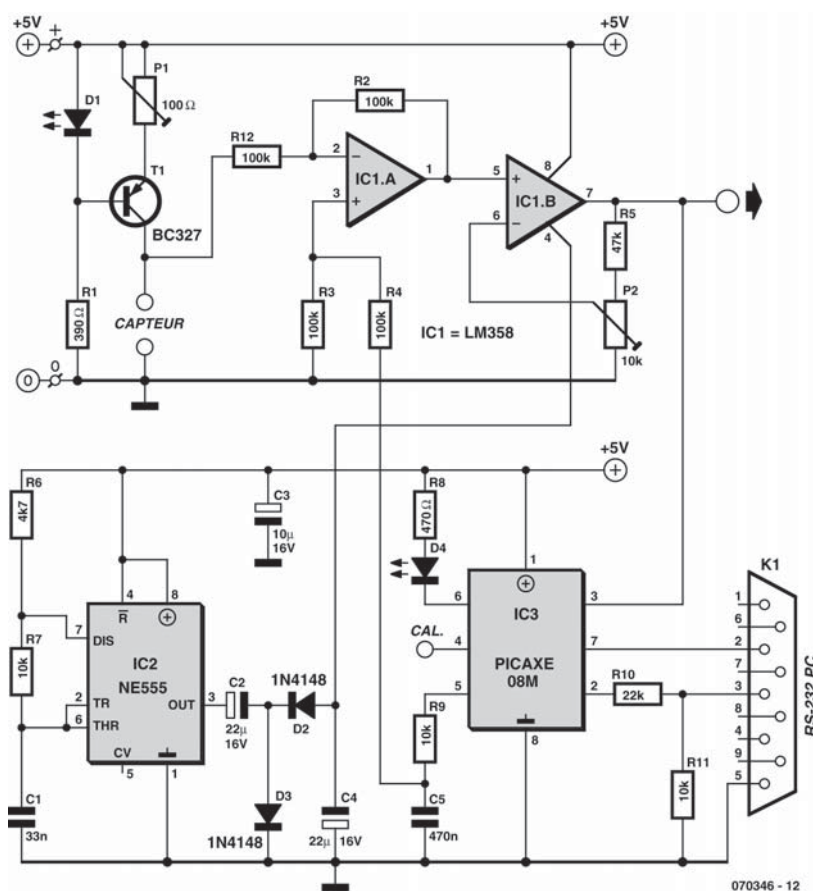 +5V
+
+5V
P1
100 Ω
D1
R2
100k
R12
100k
2
−
IC1.A
1
3
+
T1
BC327
5
+
8
IC1.B
7
6
−
4
R5
47k
P2
10k
R1
390Ω
CAPTEUR
R3
100k
R4
100k
IC1 = LM358
0
0
+5V
R6
4k7
C3
10µ
16V
R8
470Ω
D4
1
K1
4
R
8
7
DIS
R7
10k
IC2
NE555
2
TR
6
THR
OUT
3
CV
5
1
C2
22µ
16V
1N4148
D2
D3
1N4148
C4
22µ
16V
6
CAL.
4
5
IC3
PICAXE
08M
3
7
2
8
R9
10k
C5
470n
R10
22k
R11
10k
1
6
2
7
3
8
4
9
5
RS-232 PC
C1
33n
070346 - 12